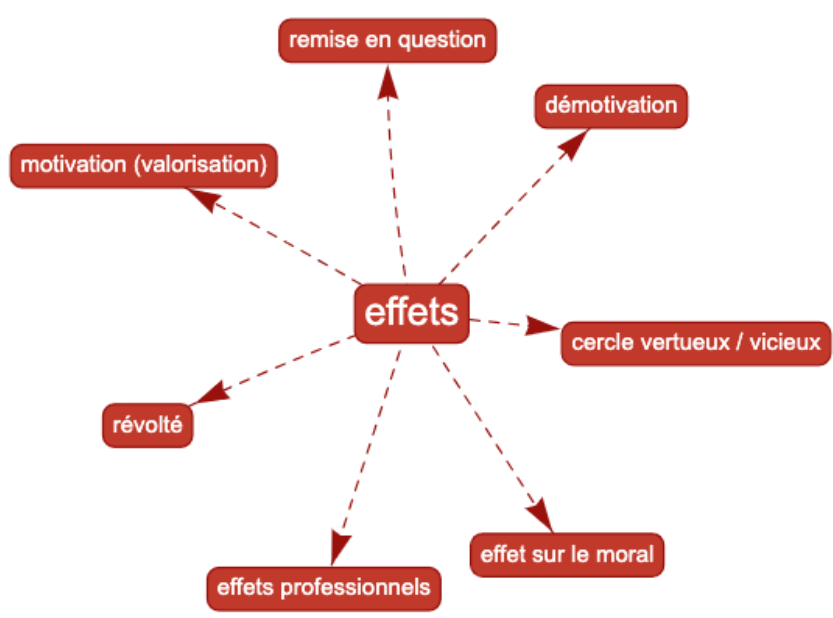 remise en question
démotivation
motivation (valorisation)
effets
cercle vertueux / vicieux
révolté
effet sur le moral
effets professionnels